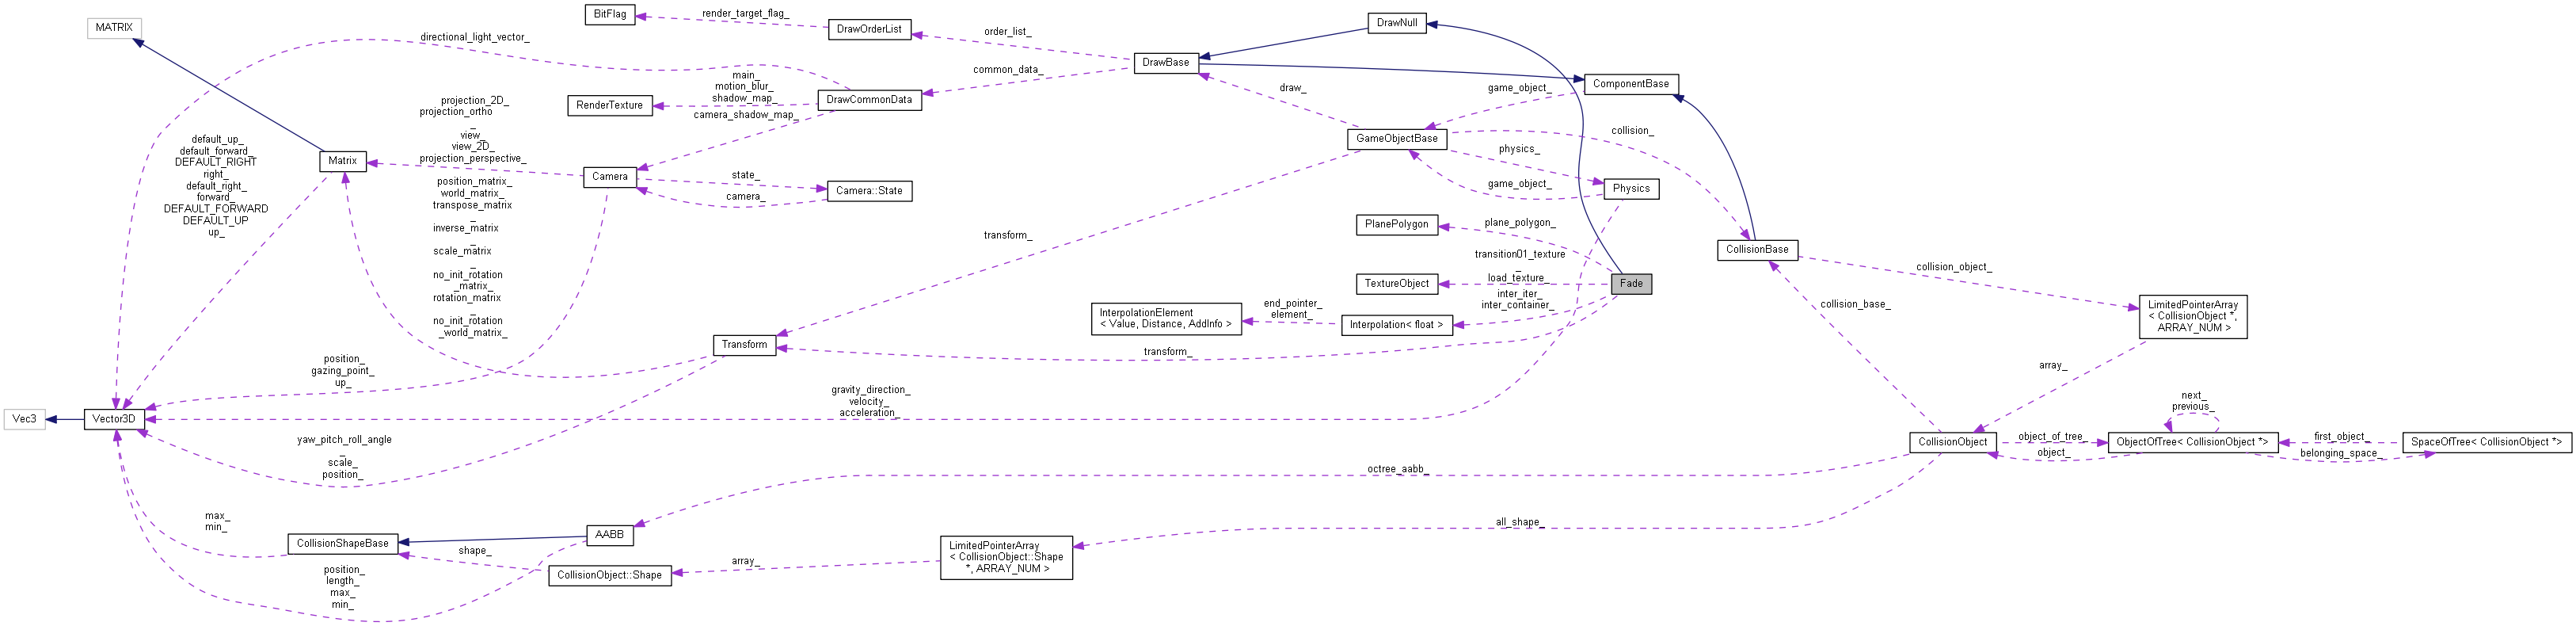 BitFlag
render_target_flag_
DrawOrderList
order_list_
DrawNull
MATRIX
directional_light_vector_
DrawBase
common_data_
ComponentBase
main_
motion_blur_
shadow_map_
RenderTexture
DrawCommonData
draw_
game_object_
camera_shadow_map_
projection_2D_
projection_ortho
_
view_
view_2D_
projection_perspective_
GameObjectBase
collision_
physics_
default_up_
default_forward_
DEFAULT_RIGHT
right_
default_right_
forward_
DEFAULT_FORWARD
DEFAULT_UP
up_
Matrix
Camera
state_
camera_
Camera::State
game_object_
Physics
position_matrix_
world_matrix_
transpose_matrix
_
inverse_matrix
_
scale_matrix
_
no_init_rotation
_matrix_
rotation_matrix
_
no_init_rotation
_world_matrix_
transform_
PlanePolygon
plane_polygon_
CollisionBase
collision_object_
transition01_texture
_
load_texture_
TextureObject
Fade
inter_iter_
inter_container_
InterpolationElement
< Value, Distance, AddInfo >
end_pointer_
element_
Interpolation< float >
LimitedPointerArray
< CollisionObject *,
ARRAY_NUM >
collision_base_
Transform
transform_
array_
position_
gazing_point_
up_
gravity_direction_
velocity_
acceleration_
Vec3
Vector3D
next_
previous_
CollisionObject
object_of_tree_
object_
ObjectOfTree< CollisionObject *>
first_object_
belonging_space_
SpaceOfTree< CollisionObject *>
yaw_pitch_roll_angle
_
scale_
position_
octree_aabb_
max_
min_
CollisionShapeBase
AABB
all_shape_
shape_
CollisionObject::Shape
array_
LimitedPointerArray
< CollisionObject::Shape
*, ARRAY_NUM >
position_
length_
max_
min_